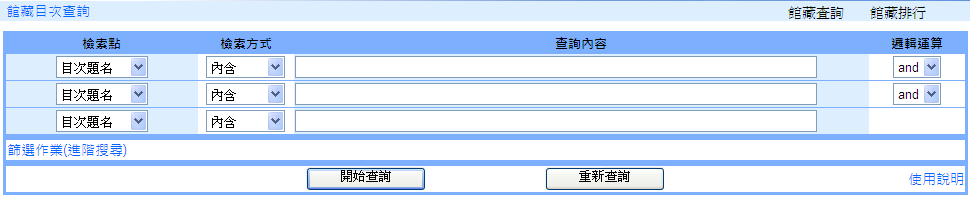 館藏目次查詢 館藏查詢 館藏排行
檢索點 檢索方式 查詢內容 邏輯運算
目次題名 內含 and
目次題名 內含 and
目次題名 內含
篩選作業(進階搜尋)
開始查詢 重新查詢 使用說明